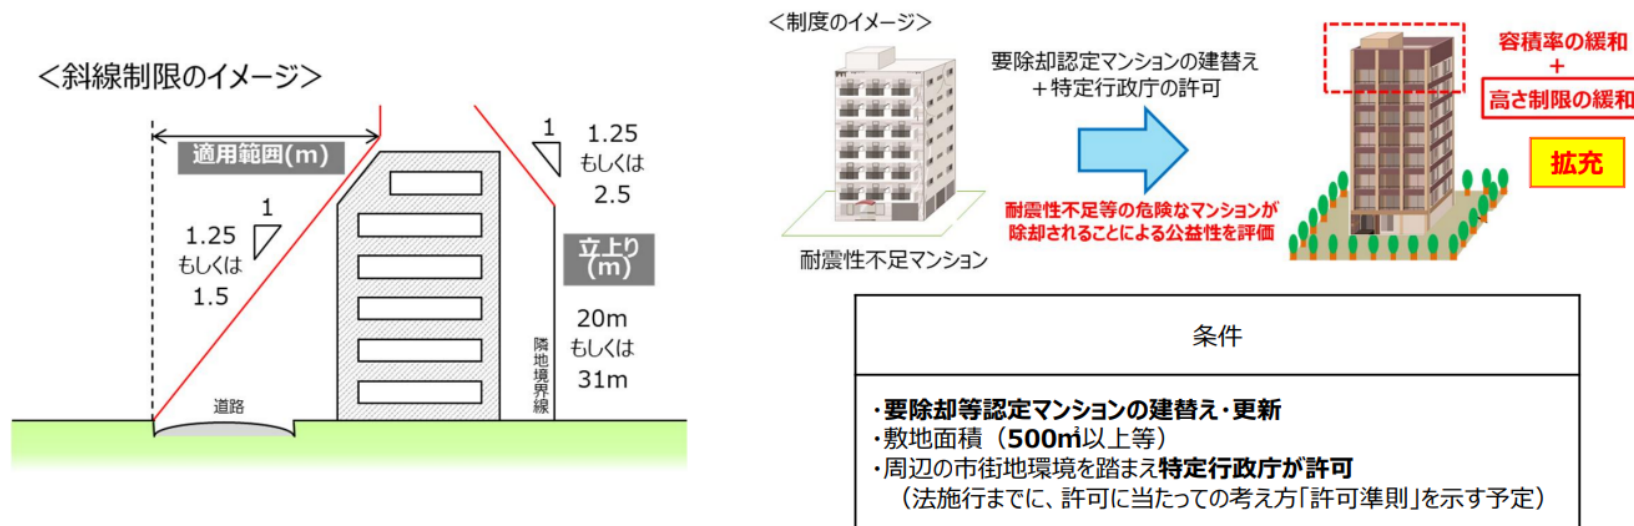 <斜線制限のイメージ>
適用範囲(m)
1
1.25
もしくは
1.5
道路
1
1.25
もしくは
2.5
立上り
(m)
20m
もしくは
31m
隣地境界線
<制度のイメージ>
耐震性不足マンション
要除却認定マンションの建替え
+特定行政庁の許可
耐震性不足等の危険なマンションが
除却されることによる公益性を評価
容積率の緩和
+
高さ制限の緩和
拡充
条件
・要除却等認定マンションの建替え・更新
・敷地面積(500㎡以上等)
・周辺の市街地環境を踏まえ特定行政庁が許可
(法施行までに、許可に当たっての考え方「許可準則」を示す予定)